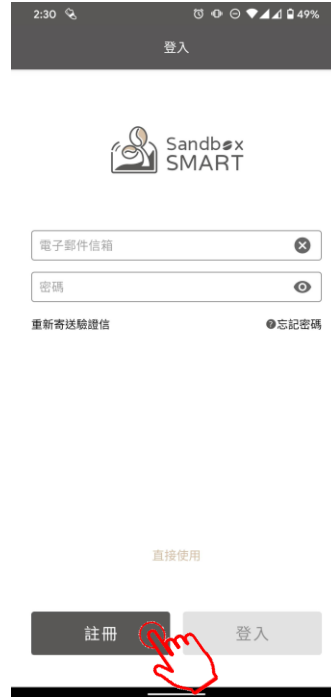 2:30 49%
登入
Sandbox
SMART
電子郵件信箱
密碼
重新寄送驗證信 ?忘記密碼
直接使用
註冊 登入